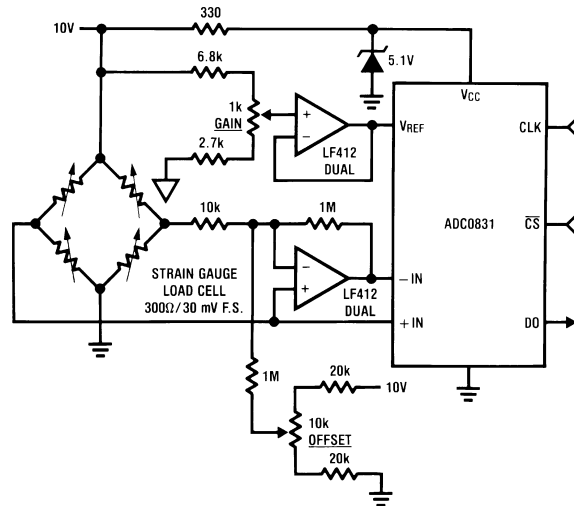 330
10V
6.8k
5.1V
VCC
1k
GAIN
+
−
VREF
CLK
2.7k
LF412
DUAL
ADC0831
10k
1M
CS
STRAIN GAUGE
LOAD CELL
300Ω/30 mV F.S.
−
+
LF412
DUAL
−IN
+IN
DO
1M
20k
10V
10k
OFFSET
20k